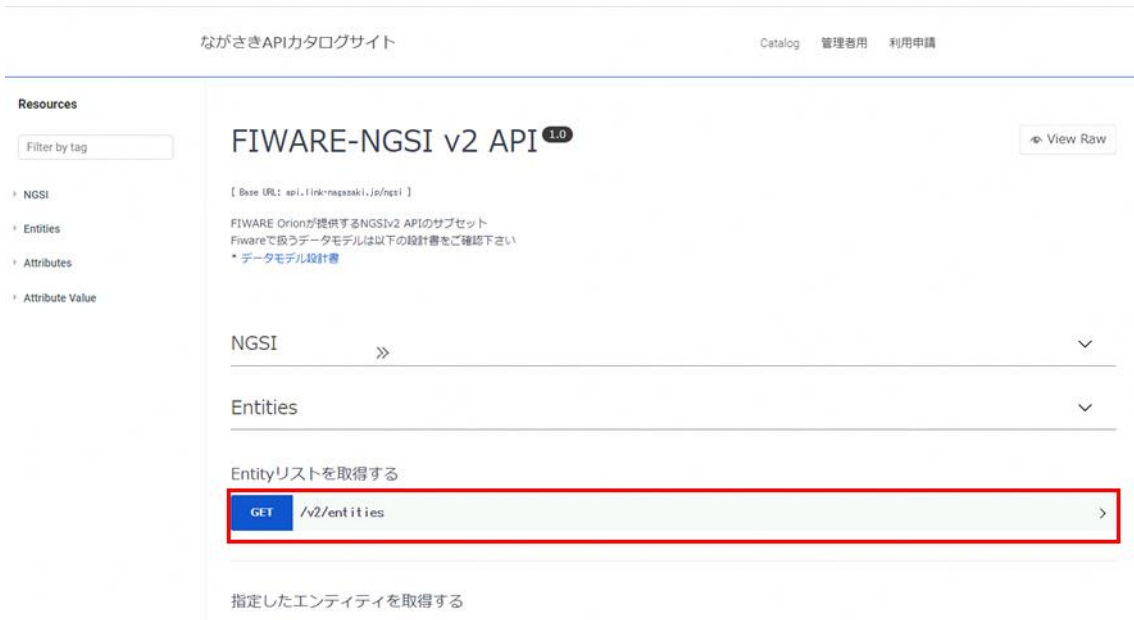 ながさきAPIカタログサイト
Catalog 管理者用 利用申請
Resources
Filter by tag
NGSI
Entities
Attributes
Attribute Value
FIWARE-NGSI v2 API 1.0
View Raw
[ Base URL: api.link-nagasaki.jp/ngsi ]
FIWARE Orionが提供するNGSIv2 APIのサブセット
Fiwareで扱うデータモデルは以下の設計書をご確認下さい
* データモデル設計書
NGSI
Entities
Entityリストを取得する
GET /v2/entities
指定したエンティティを取得する